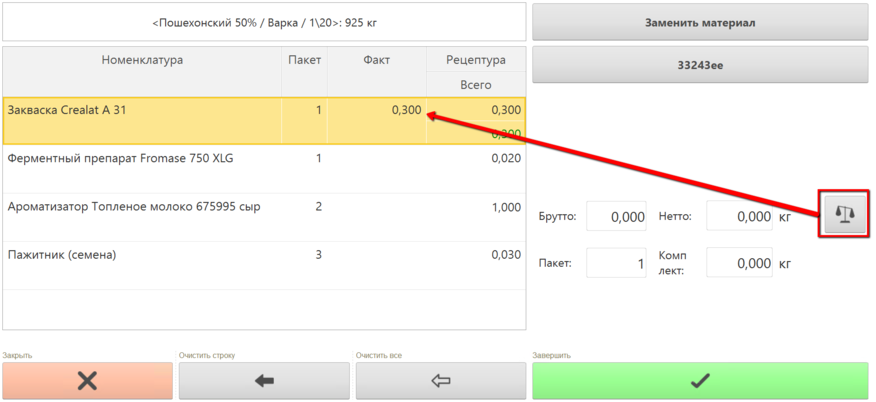 <Пошехонский 50% / Варка / 1\20>: 925 кг
Заменить материал
33243ee
Номенклатура Пакет Факт Рецептура
Всего
Закваска Crealat A 31 1 0,300 0,300
0,300
Ферментный препарат Fromase 750 XLG 1 0,020
Ароматизатор Топленое молоко 675995 сыр 2 1,000
Пажитник (семена) 3 0,030
Брутто: 0,000 Нетто: 0,000 кг
Пакет: 1 Комп
лект: 0,000 кг
Закрыть Очистить строку Очистить все Завершить